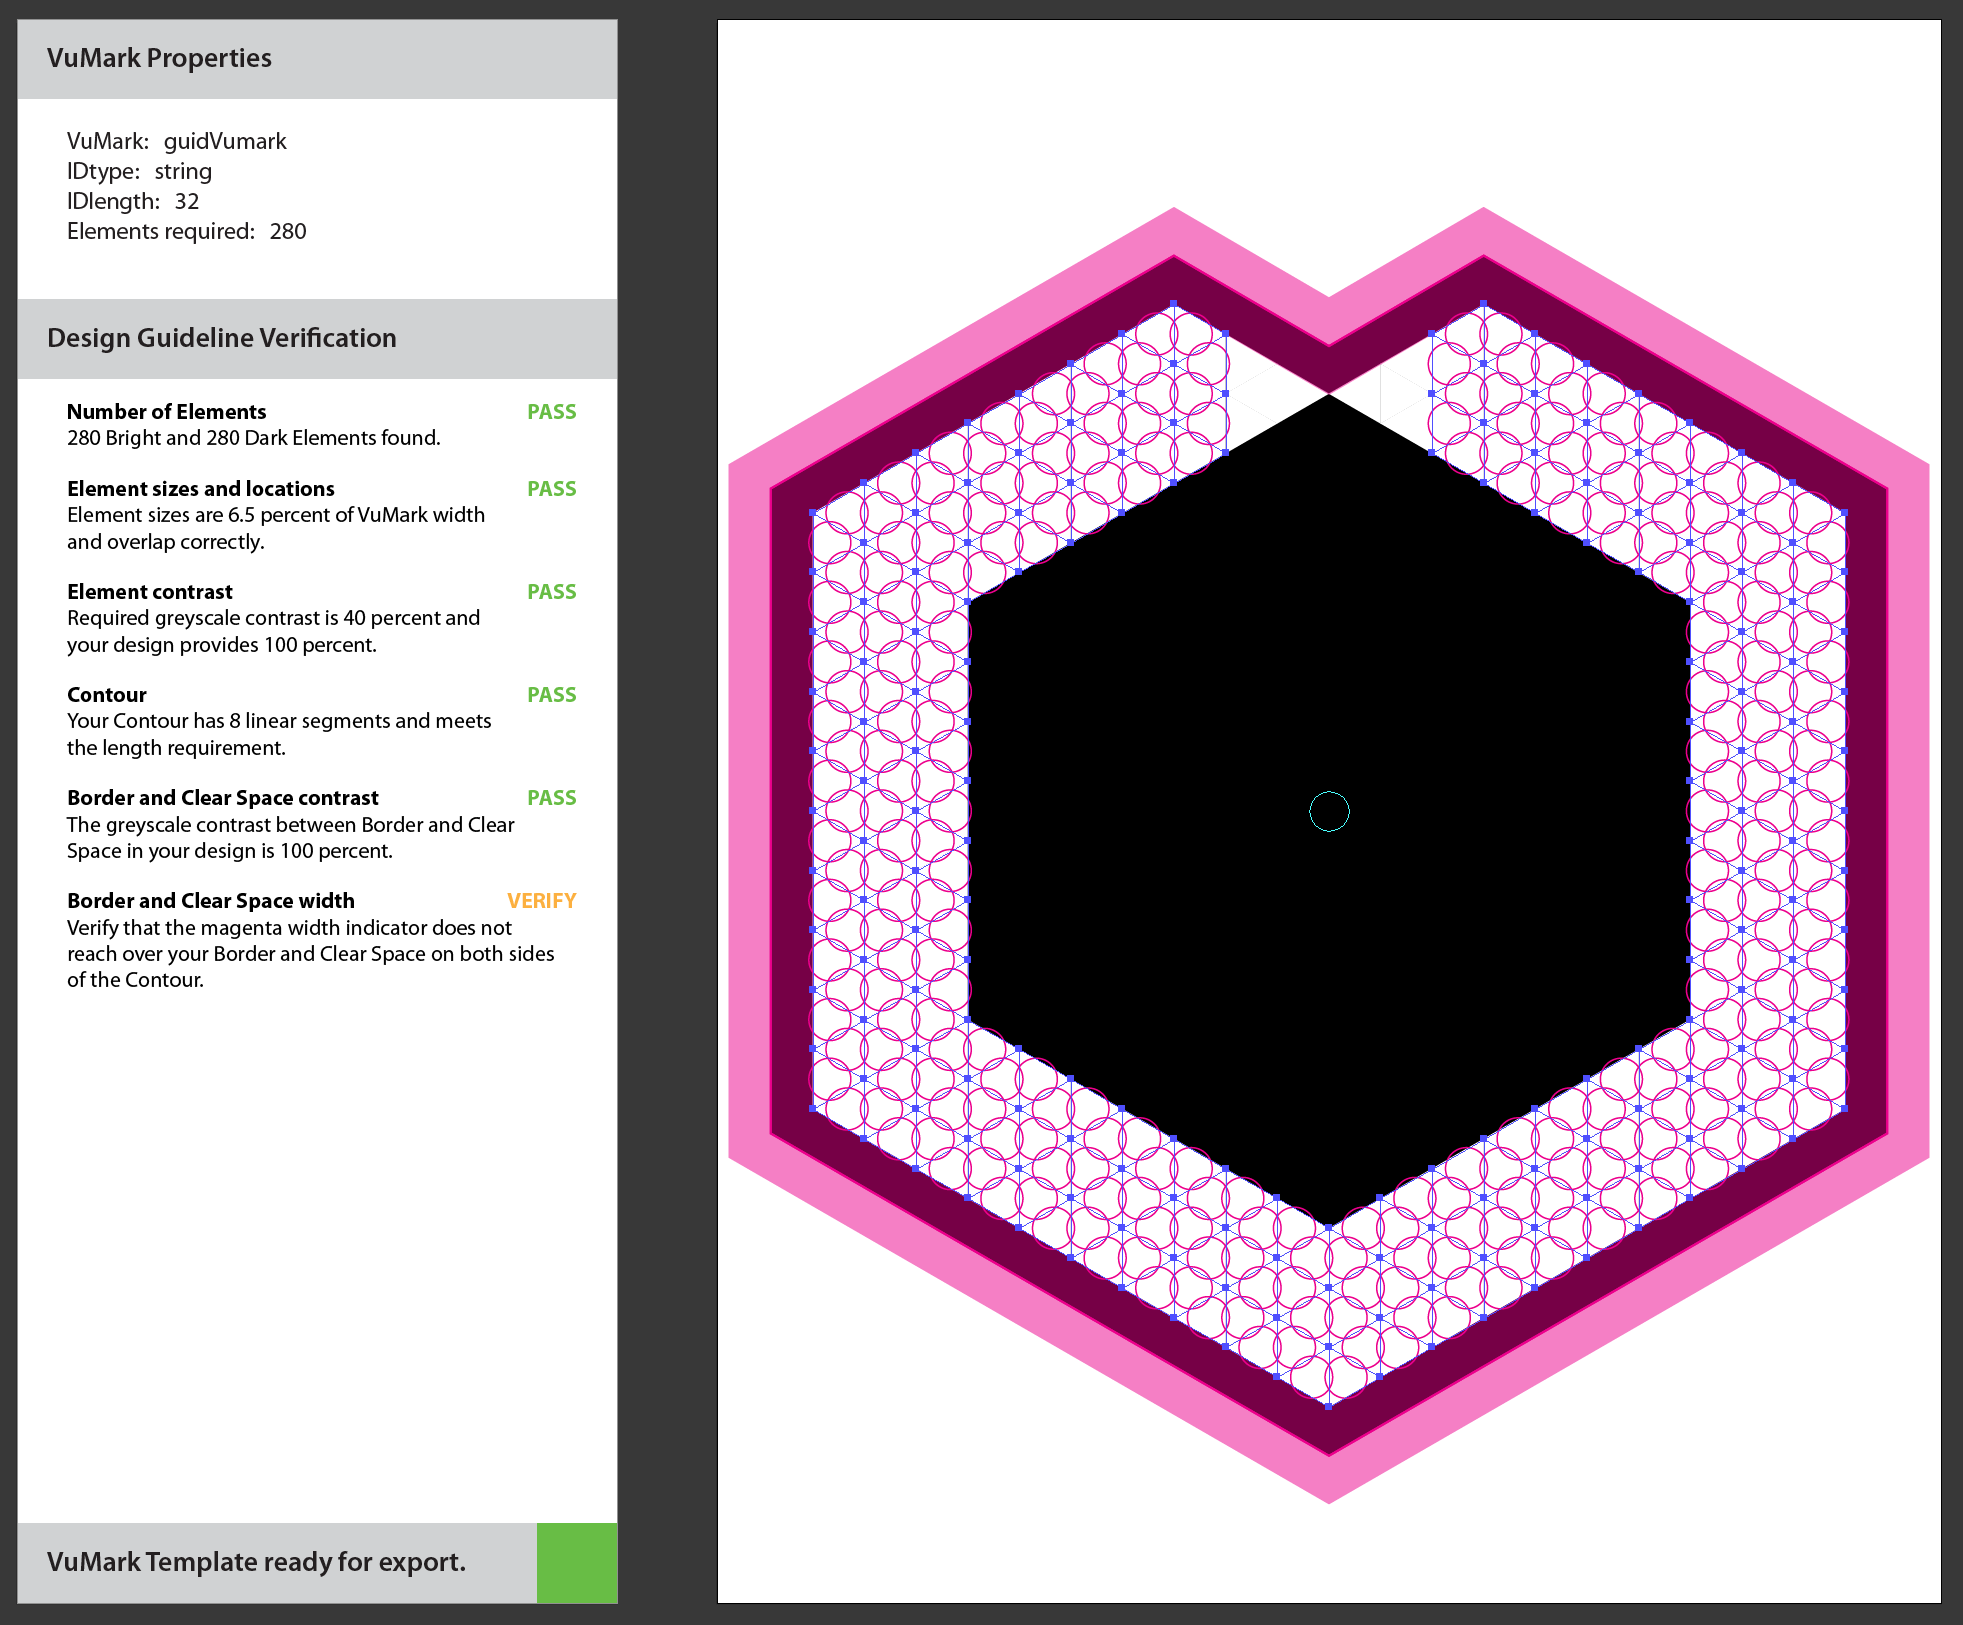 VuMark Properties
VuMark: guidVumark
IDtype: string
IDlength: 32
Elements required: 280
Design Guideline Verification
Number of Elements PASS
280 Bright and 280 Dark Elements found.
Element sizes and locations PASS
Element sizes are 6.5 percent of VuMark width
and overlap correctly.
Element contrast PASS
Required greyscale contrast is 40 percent and
your design provides 100 percent.
Contour PASS
Your Contour has 8 linear segments and meets
the length requirement.
Border and Clear Space contrast PASS
The greyscale contrast between Border and Clear
Space in your design is 100 percent.
Border and Clear Space width VERIFY
Verify that the magenta width indicator does not
reach over your Border and Clear Space on both sides
of the Contour.
VuMark Template ready for export.